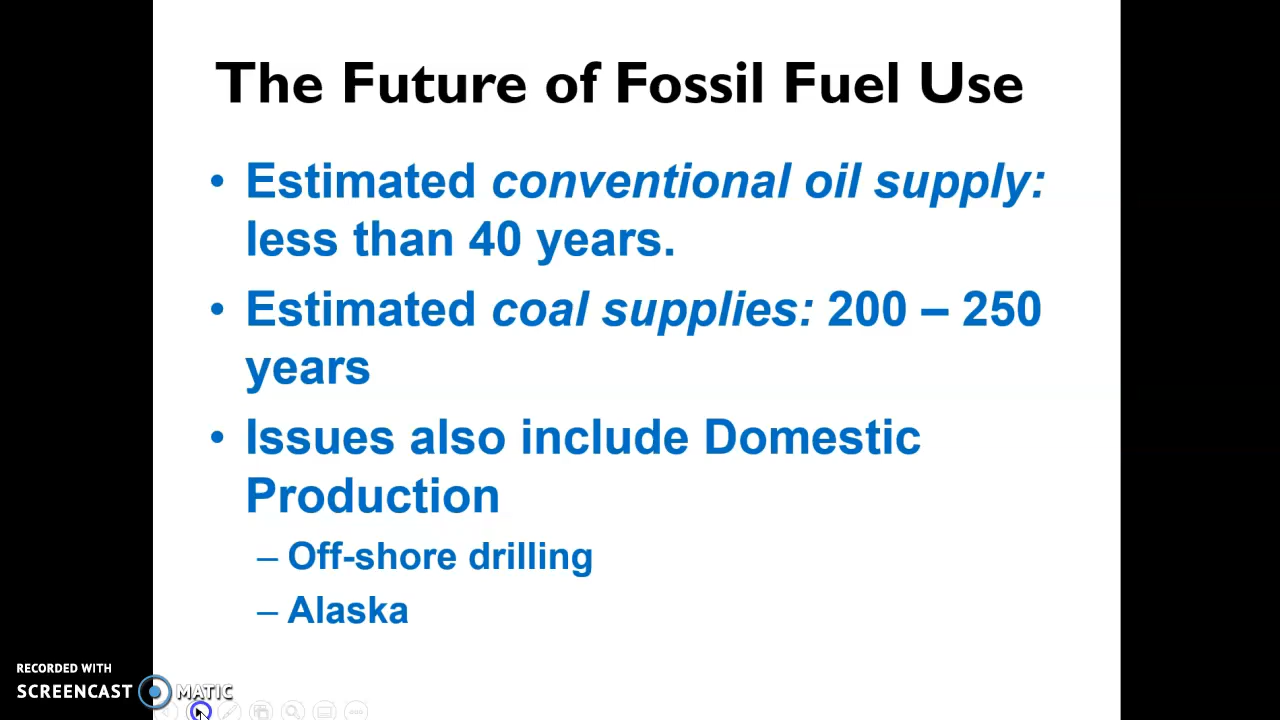 The Future of Fossil Fuel Use
• Estimated conventional oil supply:
less than 40 years.
• Estimated coal supplies: 200 – 250
years
• Issues also include Domestic
Production
– Off-shore drilling
– Alaska
RECORDED WITH
SCREENCAST MATIC